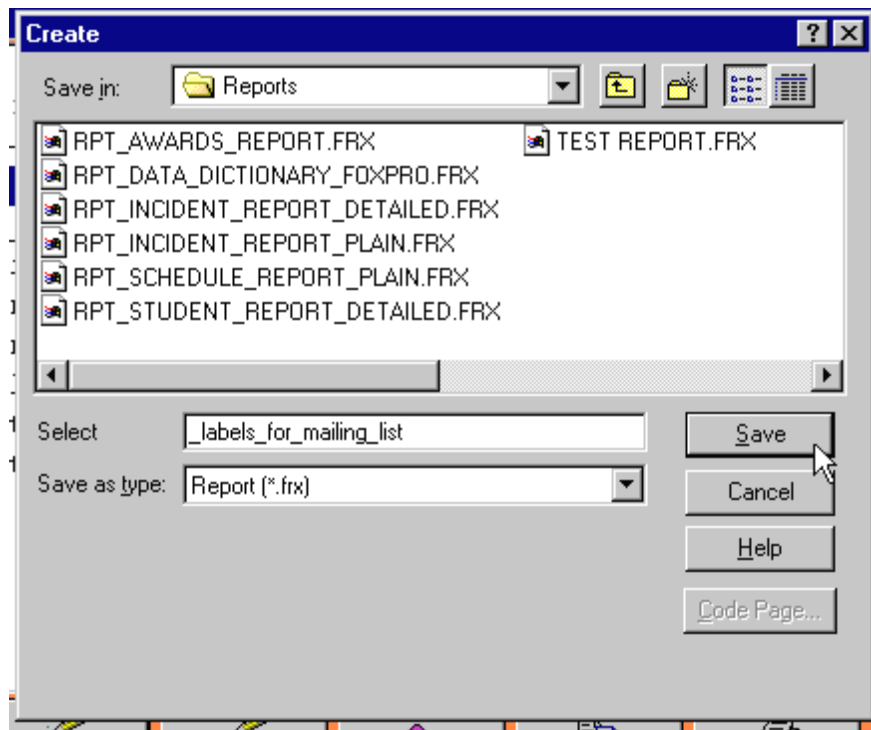 Create
Save in: Reports
RPT_AWARDS_REPORT.FRX TEST REPORT.FRX
RPT_DATA_DICTIONARY_FOXPRO.FRX
RPT_INCIDENT_REPORT_DETAILED.FRX
RPT_INCIDENT_REPORT_PLAIN.FRX
RPT_SCHEDULE_REPORT_PLAIN.FRX
RPT_STUDENT_REPORT_DETAILED.FRX
Select _labels_for_mailing_list Save
Save as type: Report (*.frx) Cancel
Help
Code Page...